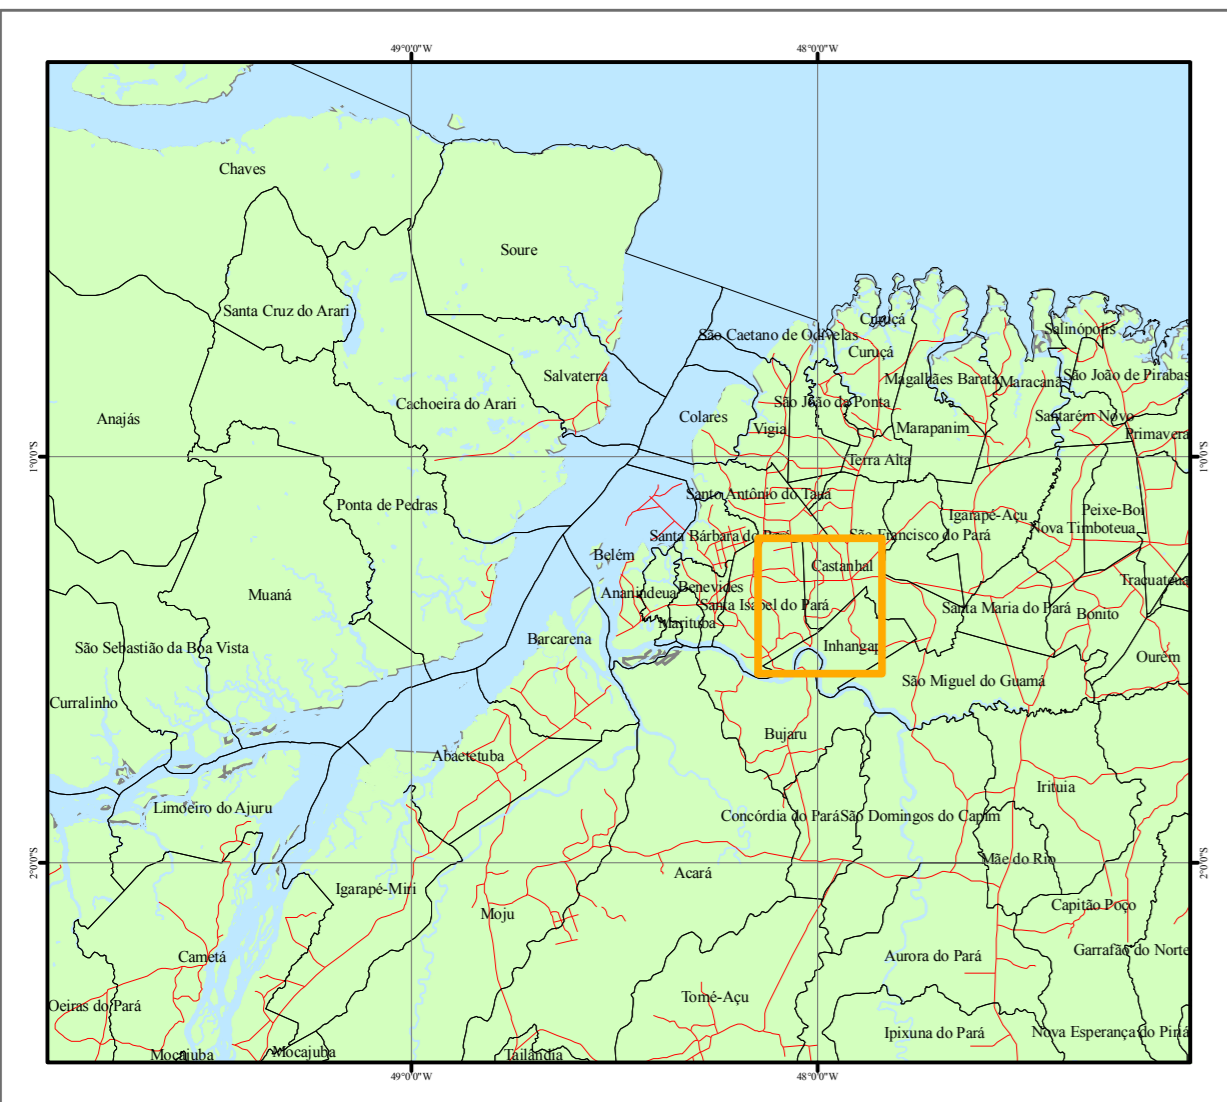 49°0'0"W
48°0'0"W
Chaves
Soure
Santa Cruz do Arari
Curuçá
Salinópolis
São Caetano de Odivelas
Curuçá
Salvaterra
Magalhães Barata
Maracanã
São João de Pirabas
Cachoeira do Arari
São João da Ponta
Anajás
Colares
Santarém Novo
Vigia
Marapanim
Primavera
1°0'0"S
1°0'0"S
Terra Alta
Santo Antônio do Tauá
Ponta de Pedras
Peixe-Boi
Igarapé-Açu
Nova Timboteua
Santa Bárbara do Pará
São Francisco do Pará
Belém
Castanhal
Tracuateua
Benevides
Muaná
Ananindeua
Santa Isabel do Pará
Santa Maria do Pará
Bonito
Marituba
Barcarena
São Sebastião da Boa Vista
Inhangap
Ourém
São Miguel do Guamá
Curralinho
Bujaru
Abaetetuba
Irituia
Limoeiro do Ajuru
Concórdia do Pará
São Domingos do Capim
2°0'0"S
2°0'0"S
Mãe do Rio
Acará
Igarapé-Miri
Capitão Poço
Moju
Garrafão do Norte
Cametá
Aurora do Pará
Tomé-Açu
Oeiras do Pará
Ipixuna do Pará
Nova Esperança do Piriá
Mocajuba
Mocajuba
Tailândia
49°0'0"W
48°0'0"W